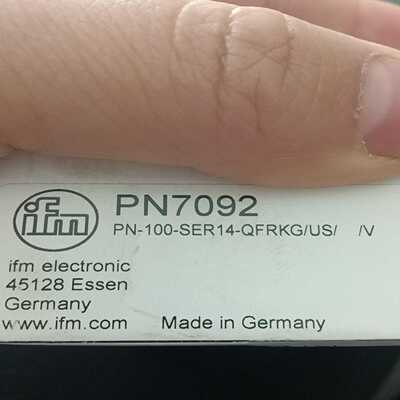 ifm
PN7092
PN-100-SER14-QFRKG/US/ /V
ifm electronic
45128 Essen
Germany
www.ifm.com Made in Germany